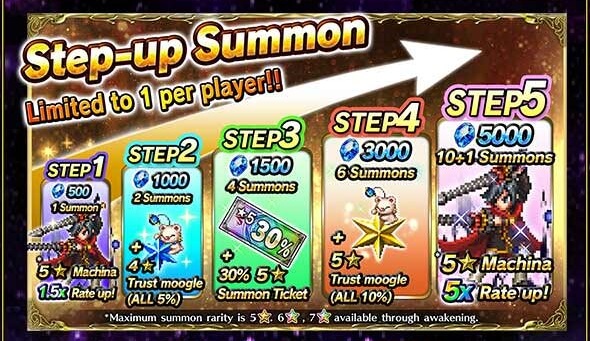 Step-up Summon
Limited to 1 per player!!
STEP1
500
1 Summon
5★ Machina
1.5x Rate up!
STEP2
1000
2 Summons
+
4★
Trust moogle
(ALL 5%)
STEP3
1500
4 Summons
30%
+
30% 5★
Summon Ticket
STEP4
3000
6 Summons
+
5★
Trust moogle
(ALL 10%)
STEP5
5000
10+1 Summons
5★ Machina
5x Rate up!
*Maximum summon rarity is 5★. 6★, 7★ available through awakening.